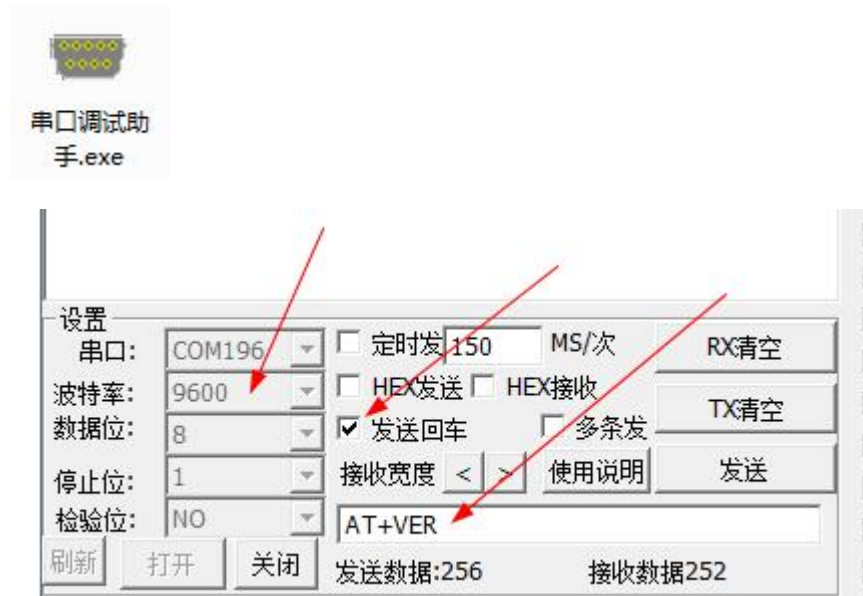 串口调试助
手.exe
设置
串口: COM196 定时发 150 MS/次 RX清空
波特率: 9600 HEX发送 HEX接收
TX清空
数据位: 8 发送回车 多条发
停止位: 1 接收宽度 < > 使用说明 发送
检验位: NO AT+VER
刷新 打开 关闭 发送数据:256 接收数据252